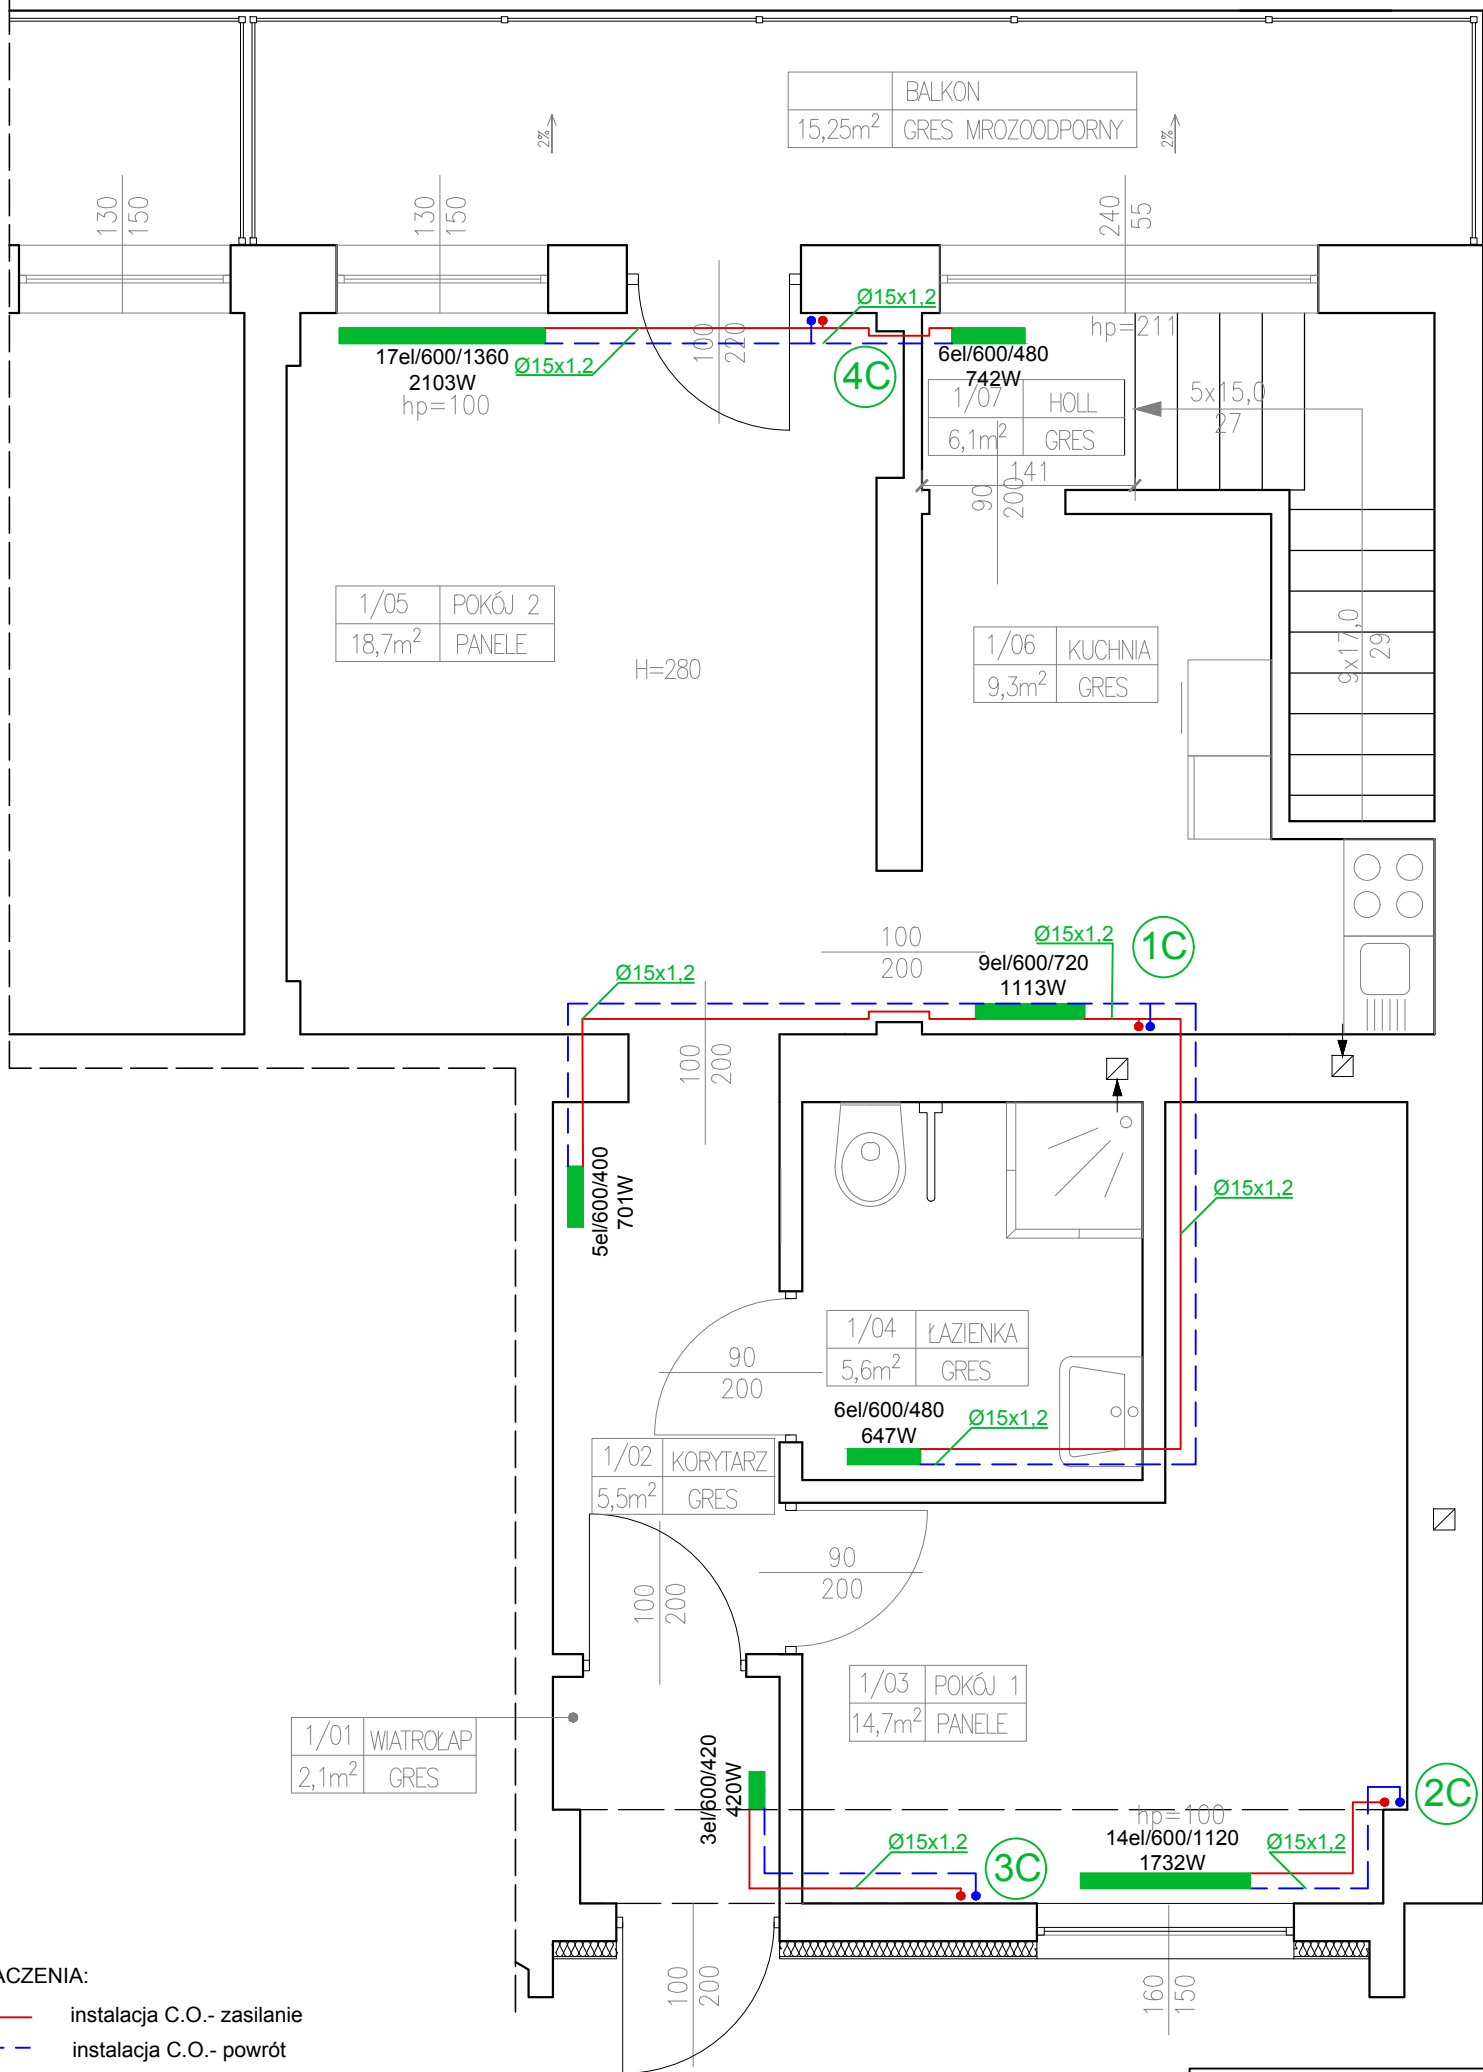 BALKON
15,25m² GRES MROZOODPORNY
2%
2%
130
150
130
150
240
55
100
220
Ø15x1,2
hp=211
17el/600/1360
2103W
hp=100
Ø15x1,2
4C
6el/600/480
742W
1/07 HOLL
6,1m² GRES
5x15,0
27
141
90
200
1/05 POKÓJ 2
18,7m² PANELE
H=280
1/06 KUCHNIA
9,3m² GRES
9x17,0
29
100
200
Ø15x1,2
1C
9el/600/720
1113W
Ø15x1,2
100
200
5el/600/400
701W
Ø15x1,2
1/04 ŁAZIENKA
5,6m² GRES
90
200
6el/600/480
647W
Ø15x1,2
1/02 KORYTARZ
5,5m² GRES
90
200
100
200
1/03 POKÓJ 1
14,7m² PANELE
1/01 WIATROŁAP
2,1m² GRES
3el/600/420
420W
2C
hp=100
14el/600/1120
1732W
Ø15x1,2
Ø15x1,2
3C
100
200
160
150
ACZENIA:
instalacja C.O.- zasilanie
instalacja C.O.- powrót